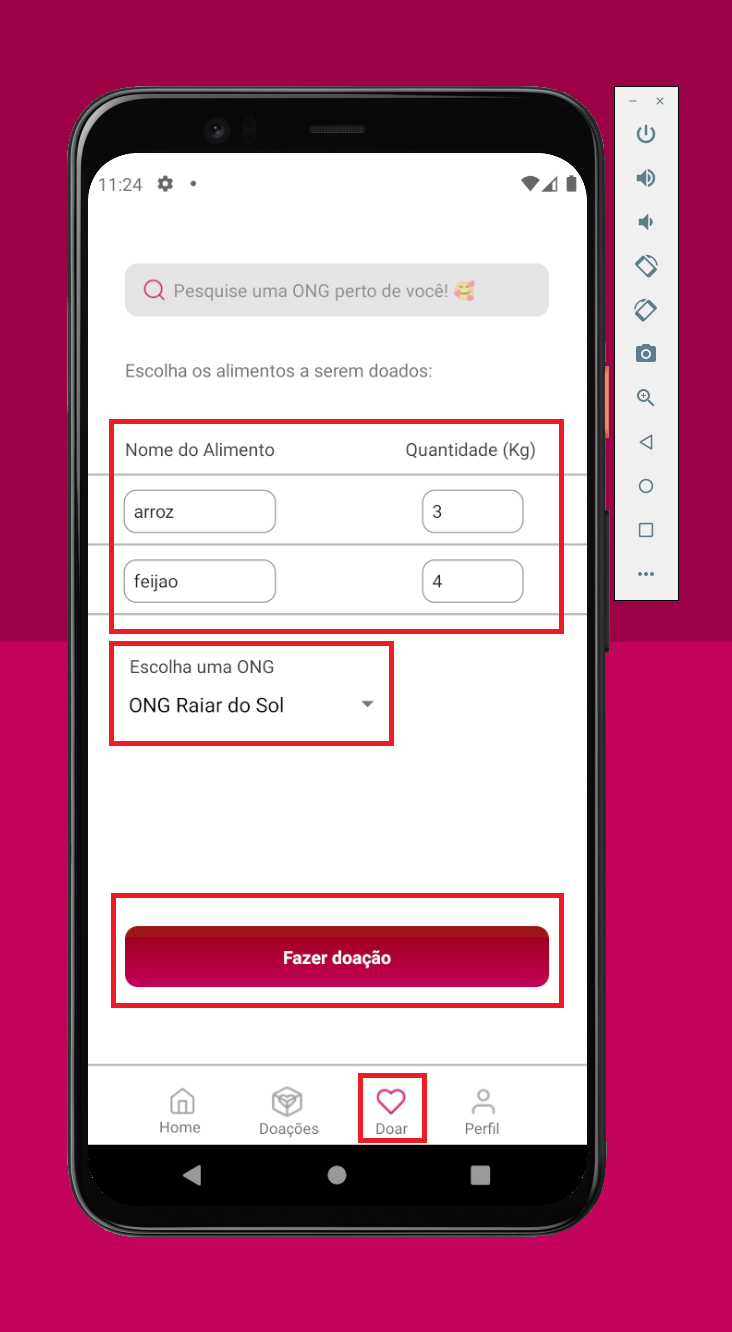 11:24
Pesquise uma ONG perto de você! 🥰
Escolha os alimentos a serem doados:
Nome do Alimento Quantidade (Kg)
arroz 3
feijao 4
Escolha uma ONG
ONG Raiar do Sol
Fazer doação
Home Doações Doar Perfil